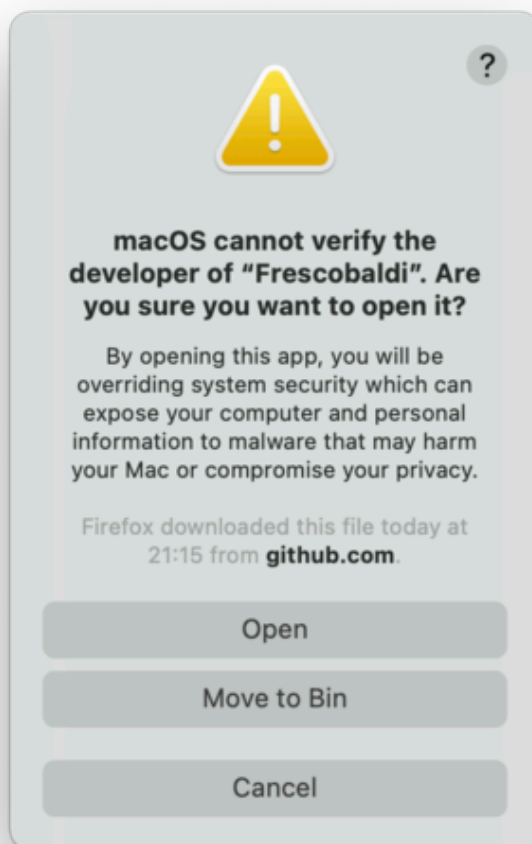 ?
macOS cannot verify the
developer of “Frescobaldi”. Are
you sure you want to open it?
By opening this app, you will be
overriding system security which can
expose your computer and personal
information to malware that may harm
your Mac or compromise your privacy.
Firefox downloaded this file today at
21:15 from github.com.
Open
Move to Bin
Cancel